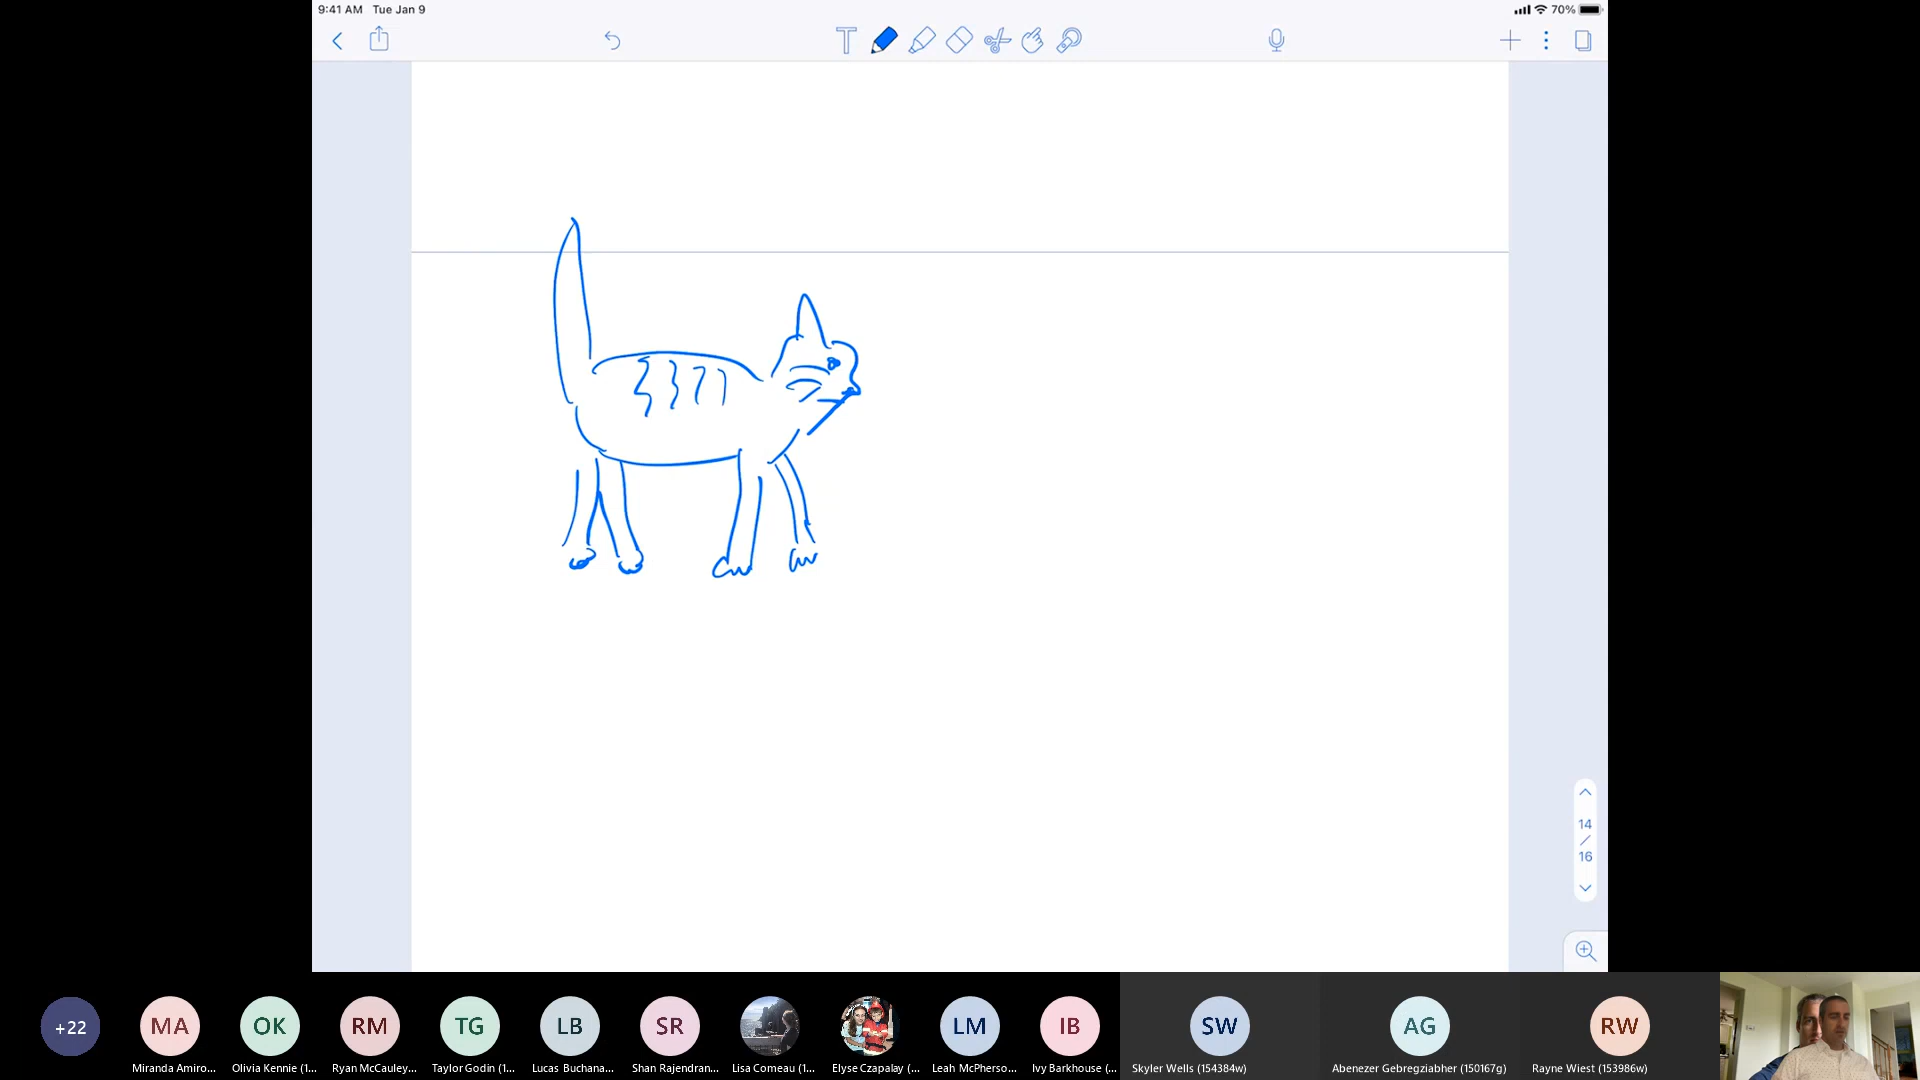 9:41 AM Tue Jan 9
70%
T
14
/
16
+22
MA
OK
RM
TG
LB
SR
LM
IB
SW
AG
RW
Miranda Amiro...
Olivia Kennie (1...
Ryan McCauley...
Taylor Godin (1...
Lucas Buchana...
Shan Rajendran...
Lisa Comeau (1...
Elyse Czapalay (...
Leah McPherso...
Ivy Barkhouse (...
Skyler Wells (154384w)
Abenezer Gebregziabher (150167g)
Rayne Wiest (153986w)